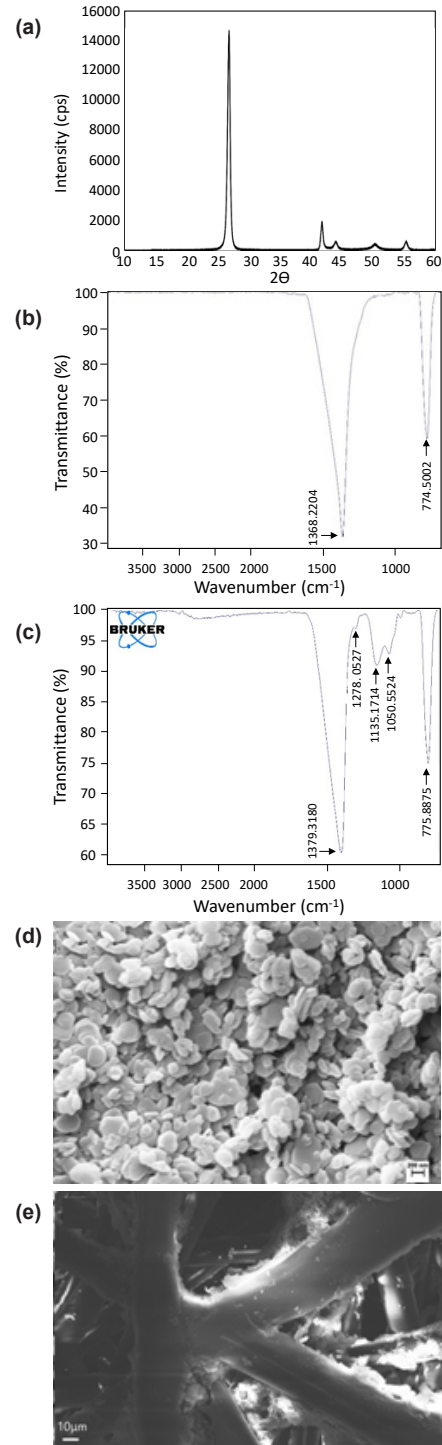 (a)
16000
14000
12000
10000
8000
6000
4000
2000
0
Intensity (cps)
10 15 20 25 30 35 40 45 50 55 60
2Θ
(b)
100
90
80
70
60
50
40
30
Transmittance (%)
1368.2204
774.5002
3500 3000 2500 2000 1500 1000
Wavenumber (cm-1)
(c)
BRUKER
100
95
90
85
80
75
70
65
60
Transmittance (%)
1379.3180
1278. 0527
1135.1714
1050.5524
775.8875
3500 3000 2500 2000 1500 1000
Wavenumber (cm-1)
(d)
(e)
10μm